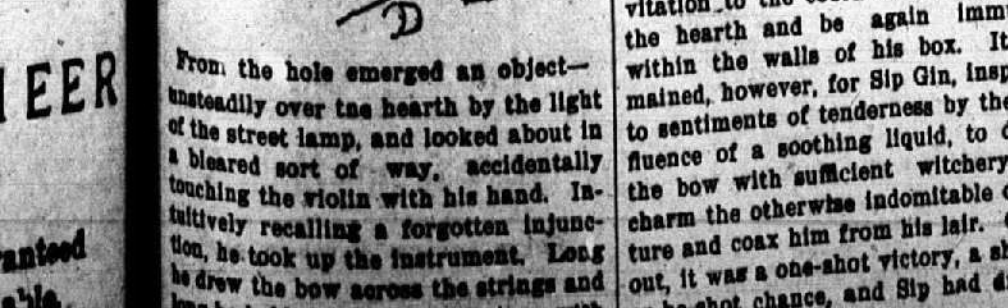 EER
anteed
D
From the hole emerged an object—
unsteadily over tne hearth by the light
of the street lamp, and looked about in
a bleared sort of way, accidentally
touching the violin with his hand. In-
tuitively recalling a forgotten injunc-
tion, he took up the instrument. Long
he drew the bow across the strings and
vitation to the
the hearth and be again imm
within the walls of his box. It
mained, however, for Sip Gin, insp
to sentiments of tenderness by th
fluence of a soothing liquid, to
the bow with sufficient witchery
charm the otherwise indomitable
ture and coax him from his lair.
out, it was a one-shot victory, a
shot chance, and Sip had